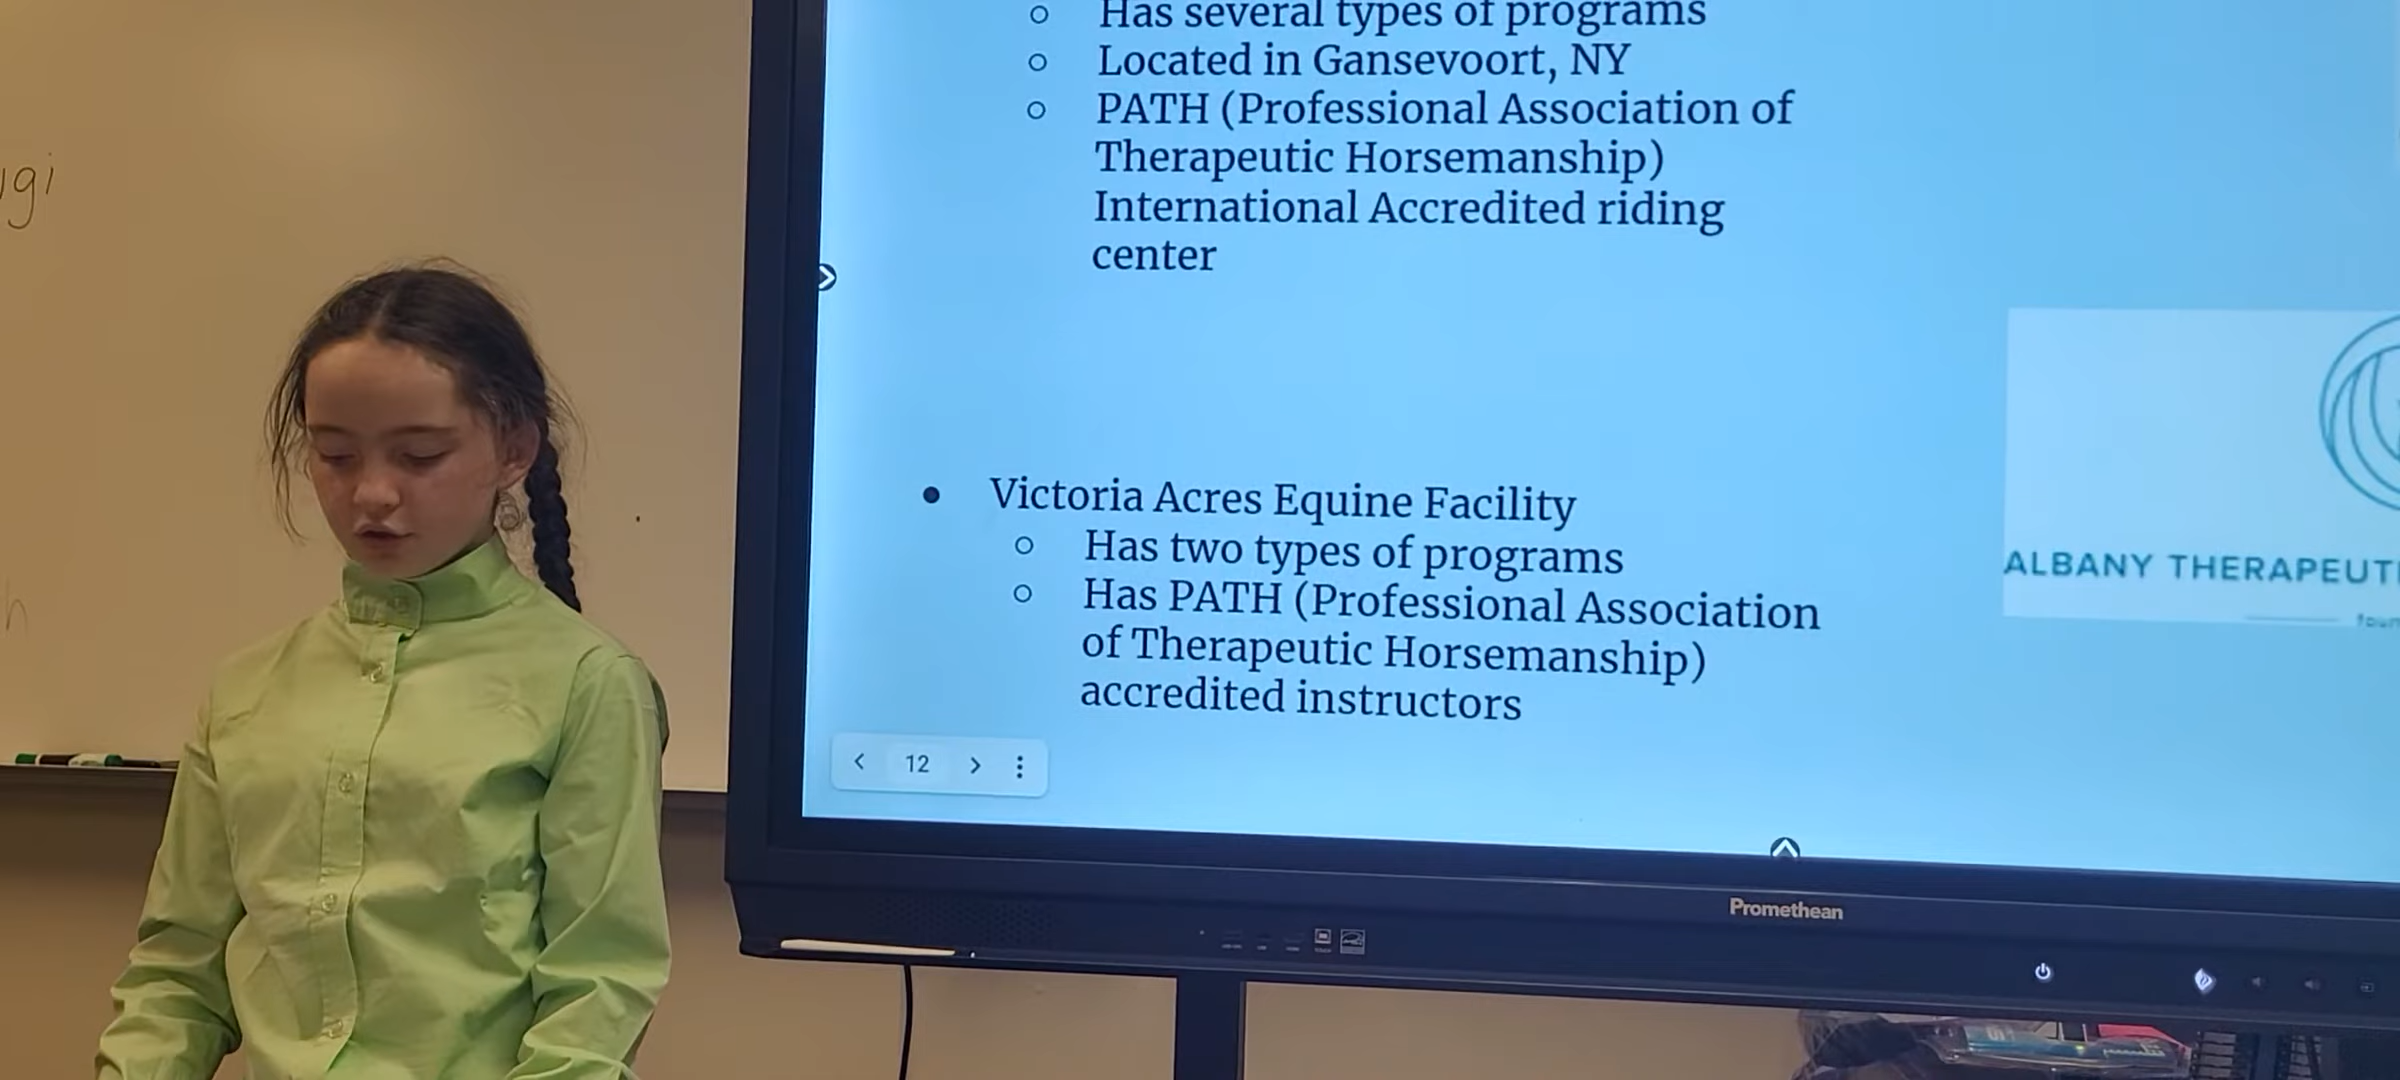 Has several types of programs
Located in Gansevoort, NY
PATH (Professional Association of
Therapeutic Horsemanship)
International Accredited riding
center
Victoria Acres Equine Facility
Has two types of programs
Has PATH (Professional Association
of Therapeutic Horsemanship)
accredited instructors
12
ALBANY THERAPEUTI
Promethean